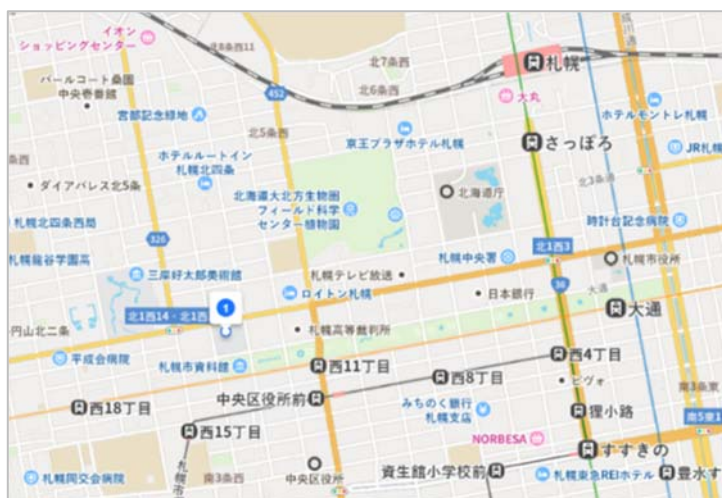 イオン
ショッピングセンター
北8条西11
北7条西
北6条西
札幌
大丸
パールコート桑園
中央壱番館
452
宮部記念緑地
北5条西
京王プラザホテル札幌
さっぽろ
ホテルモントレ札幌
JR札幌
ホテルルートイン
札幌北四条
ダイアパレス北5条
北海道大北方生物圏
フィールド科学
センター植物園
北海道庁
北3条通
札幌北四条西局
326
時計台記念病院
札幌龍谷学園高
三岸好太郎美術館
札幌テレビ放送
札幌中央署
北1西3
札幌市役所
ロイトン札幌
日本銀行
36
大通
北1西14・北1西
1
円山北二条
札幌高等裁判所
大通
平成会病院
札幌市資料館
西11丁目
西4丁目
西8丁目
ピヴォ
南3条東
西18丁目
中央区役所前
みちのく銀行
札幌支店
狸小路
南5東1
西15丁目
NORBESA
すすきの
札幌同交会病院
南3条西
中央区役所
資生館小学校前
札幌東急REIホテル
豊水す
札幌市